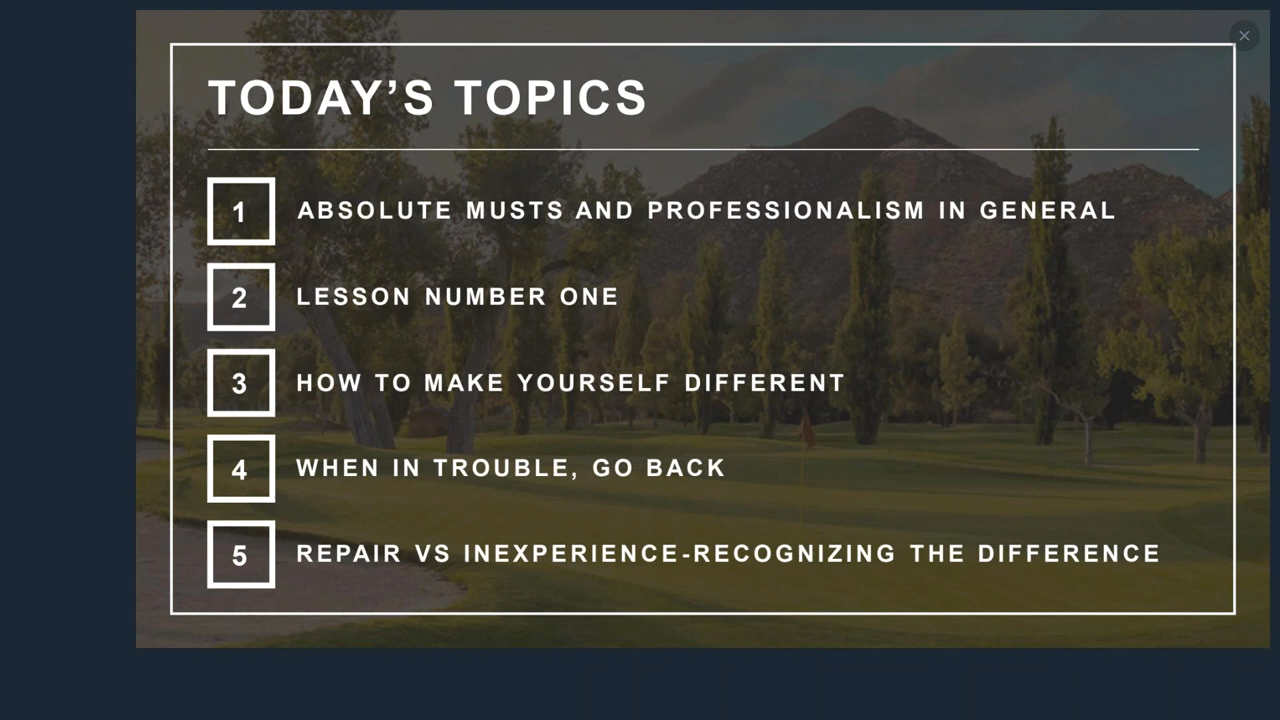 TODAY’S TOPICS
1 ABSOLUTE MUSTS AND PROFESSIONALISM IN GENERAL
2 LESSON NUMBER ONE
3 HOW TO MAKE YOURSELF DIFFERENT
4 WHEN IN TROUBLE, GO BACK
5 REPAIR VS INEXPERIENCE-RECOGNIZING THE DIFFERENCE